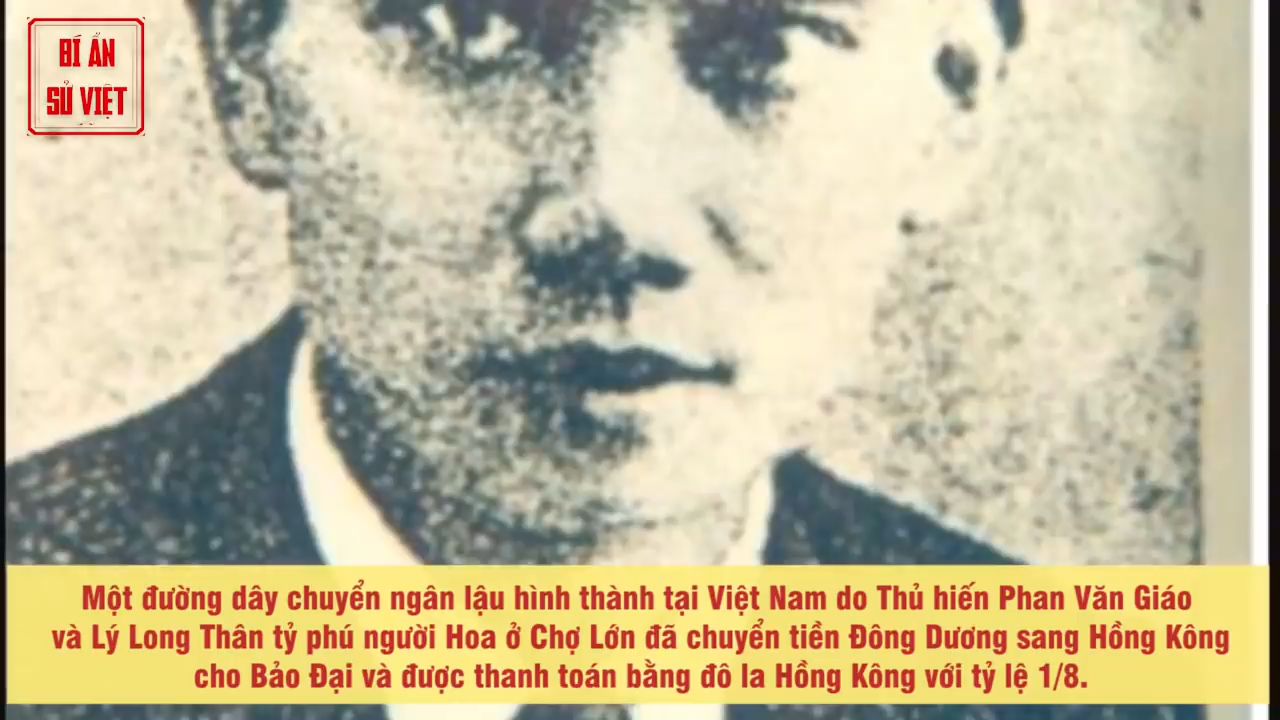 BÍ ẨN
SỬ VIỆT
Một đường dây chuyển ngân lậu hình thành tại Việt Nam do Thủ hiến Phan Văn Giáo
và Lý Long Thân tỷ phú người Hoa ở Chợ Lớn đã chuyển tiền Đông Dương sang Hồng Kông
cho Bảo Đại và được thanh toán bằng đô la Hồng Kông với tỷ lệ 1/8.